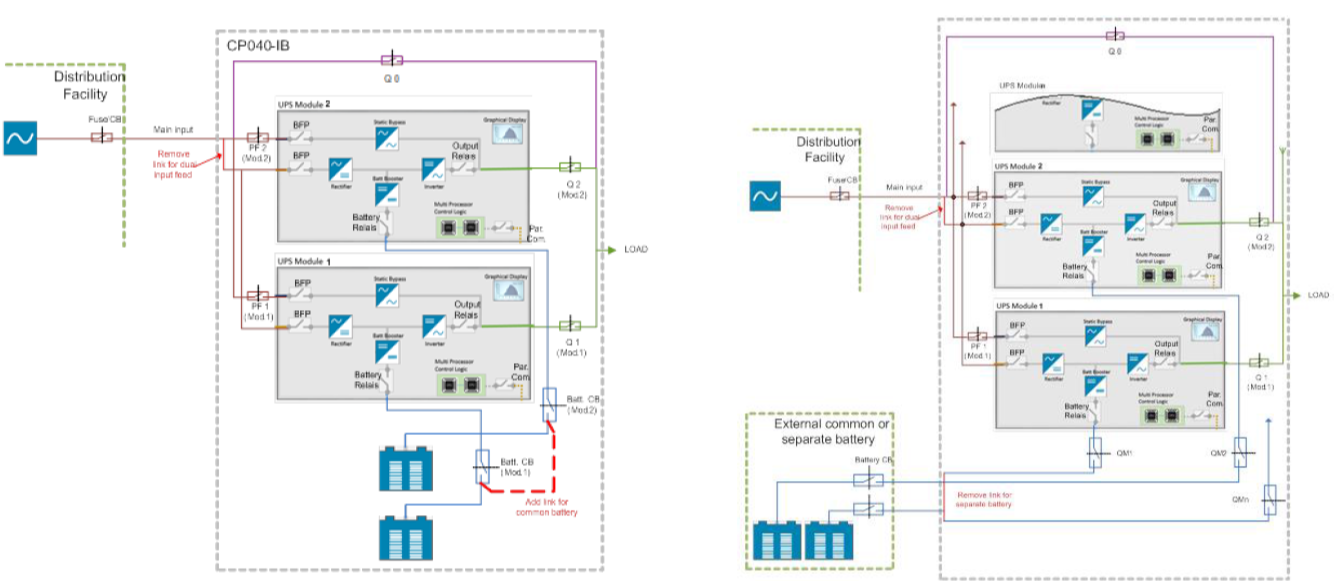 CP040-IB
Distribution
Facility
Fuse/CB
Main input
Remove
link for dual
input feed
Q 0
UPS Module 2
BFP
Static Bypass
Graphical Display
PF 2
(Mod.2)
BFP
Output
Relais
Rectifier
Batt Booster
Inverter
Q 2
(Mod.2)
Multi Processor
Control Logic
Battery
Relais
Par.
Com.
LOAD
UPS Module 1
BFP
Static Bypass
Graphical Display
PF 1
(Mod.1)
BFP
Output
Relais
Rectifier
Batt Booster
Inverter
Q 1
(Mod.1)
Multi Processor
Control Logic
Battery
Relais
Par.
Com.
Batt. CB
(Mod.2)
Batt. CB
(Mod.1)
Add link for
common battery
Q 0
UPS Modules
Rectifier
Multi Processor
Control Logic
Par.
Com.
Distribution
Facility
Fuse/CB
Main input
Remove
link for dual
input feed
UPS Module 2
BFP
Static Bypass
Graphical Display
PF 2
(Mod.2)
BFP
Output
Relais
Rectifier
Batt Booster
Inverter
Q 2
(Mod.2)
Multi Processor
Control Logic
Battery
Relais
Par.
Com.
LOAD
UPS Module 1
BFP
Static Bypass
Graphical Display
PF 1
(Mod.1)
BFP
Output
Relais
Rectifier
Batt Booster
Inverter
Q 1
(Mod.1)
Multi Processor
Control Logic
Battery
Relais
Par.
Com.
External common or
separate battery
Battery CB
QM1
QM2
QMn
Remove link for
separate battery